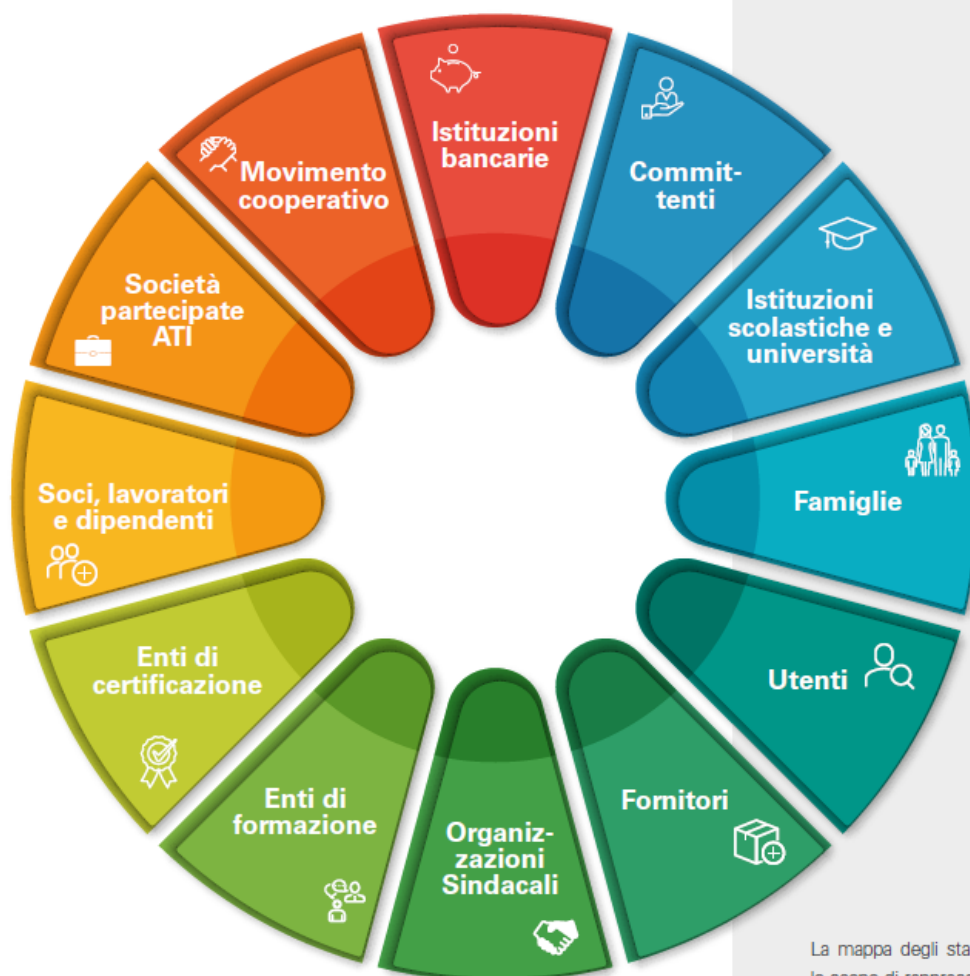 Istituzioni
bancarie
Commit-
tenti
Istituzioni
scolastiche e
università
Famiglie
Utenti
Fornitori
Organiz-
zazioni
Sindacali
Enti di
formazione
Enti di
certificazione
Soci, lavoratori
e dipendenti
Società
partecipate
ATI
Movimento
cooperativo
La mappa degli sta